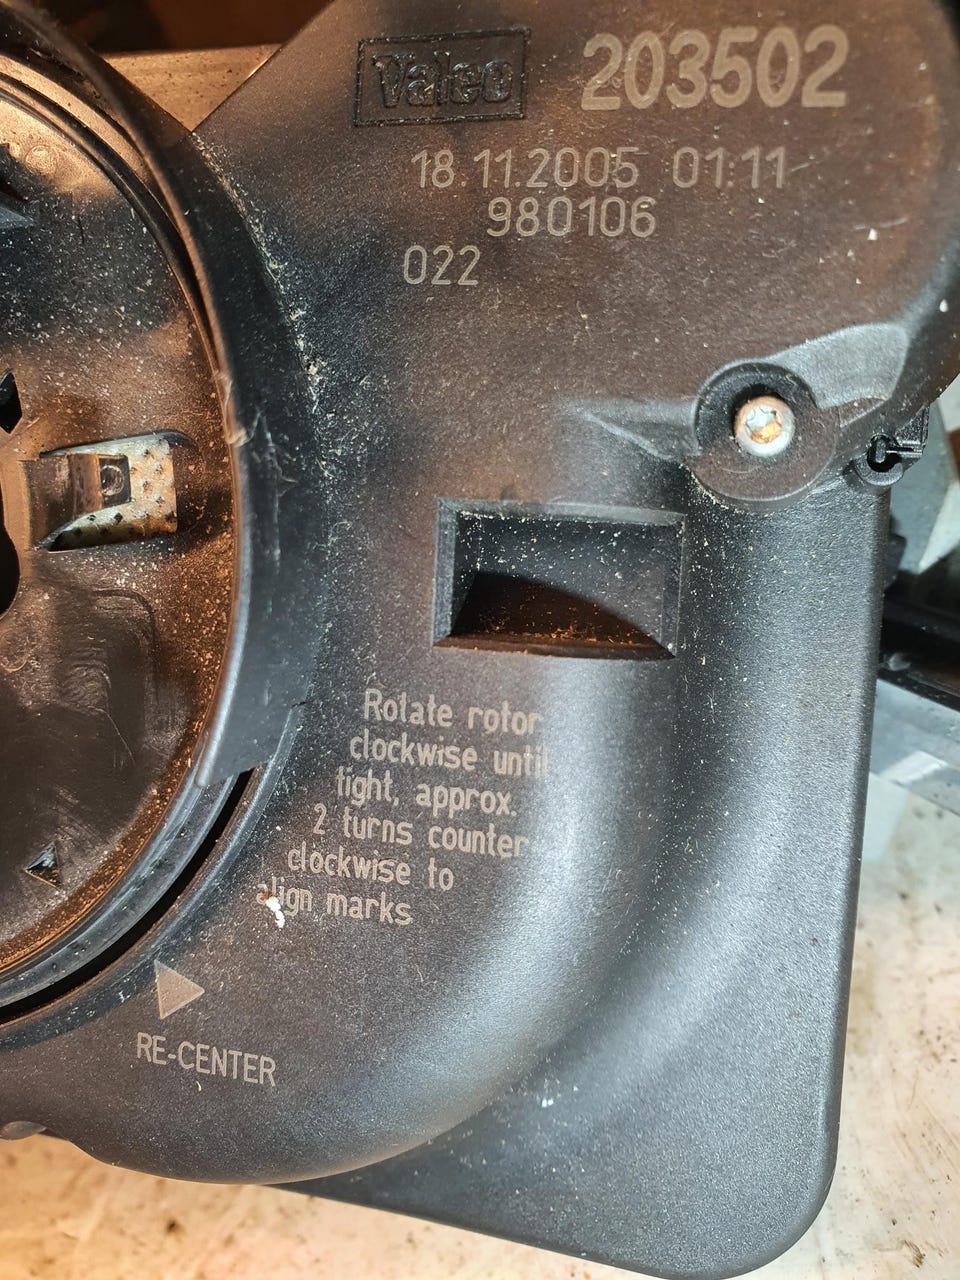 Valeo
203502
18.11.2005 01:11
980106
022
Rotate rotor
clockwise until
tight, approx.
2 turns counter-
clockwise to
align marks
RE-CENTER